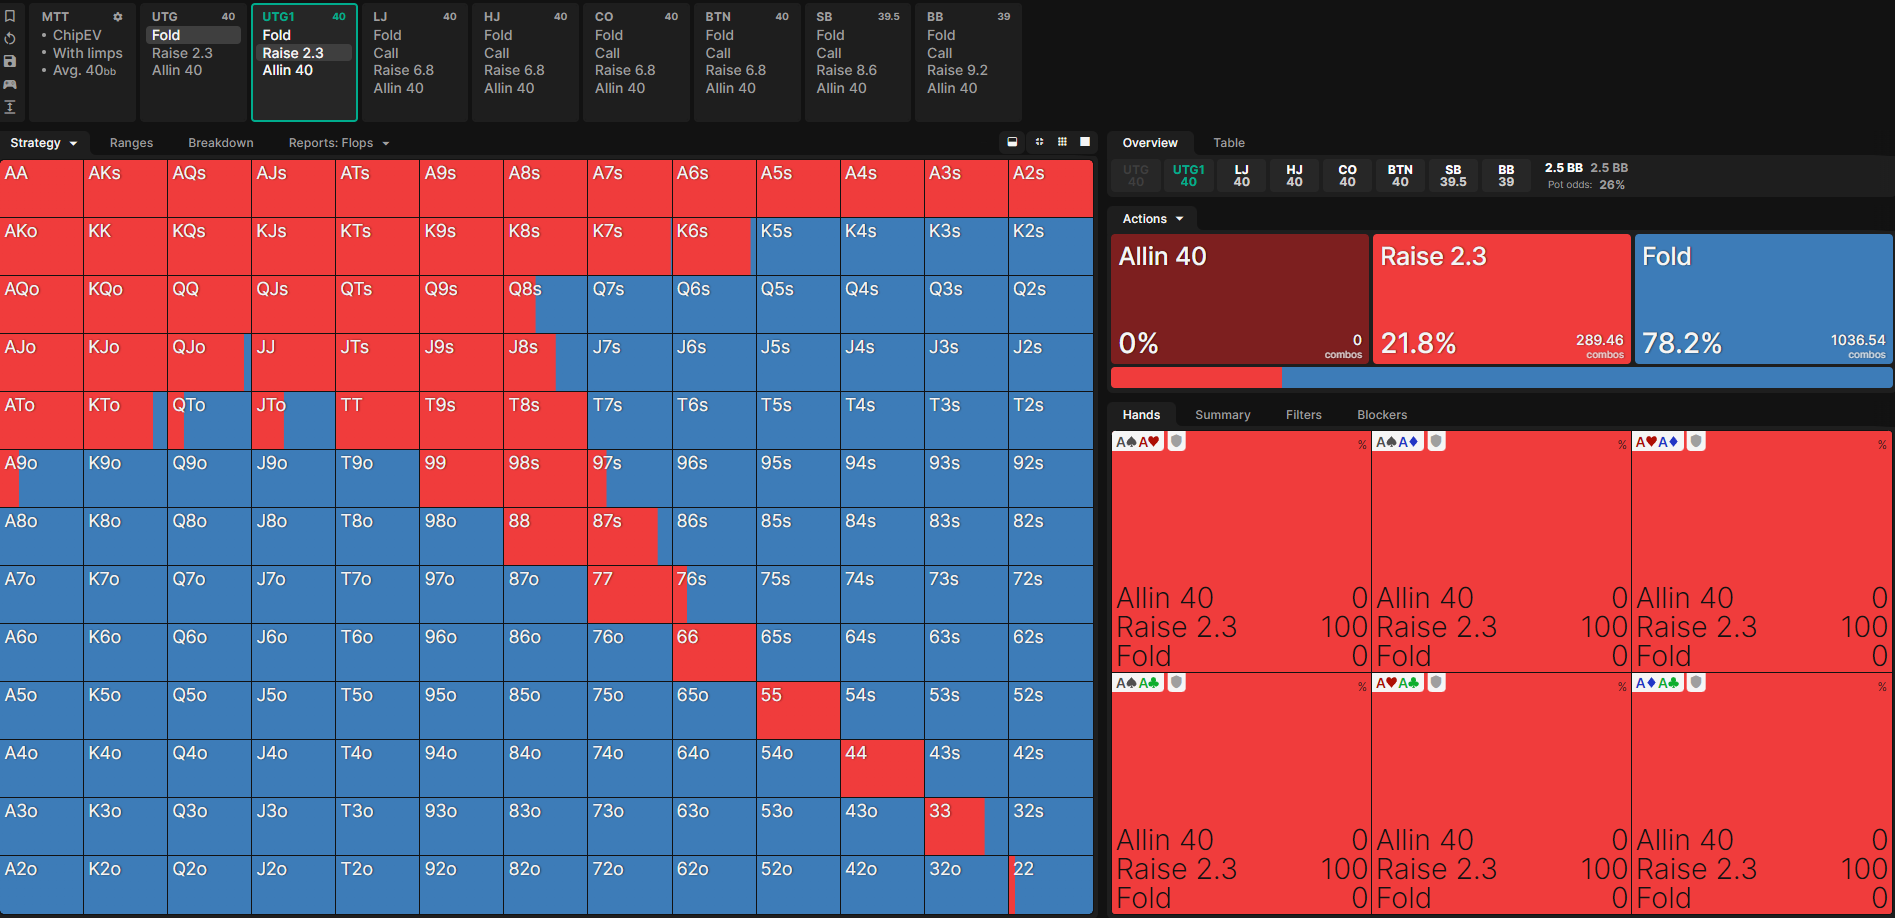 MTT
• ChipEV
• With limps
• Avg. 40bb
UTG 40
Fold
Raise 2.3
Allin 40
UTG1 40
Fold
Raise 2.3
Allin 40
LJ 40
Fold
Call
Raise 6.8
Allin 40
HJ 40
Fold
Call
Raise 6.8
Allin 40
CO 40
Fold
Call
Raise 6.8
Allin 40
BTN 40
Fold
Call
Raise 6.8
Allin 40
SB 39.5
Fold
Call
Raise 8.6
Allin 40
BB 39
Fold
Call
Raise 9.2
Allin 40
Strategy Ranges Breakdown Reports: Flops
AA AKs AQs AJs ATs A9s A8s A7s A6s A5s A4s A3s A2s
AKo KK KQs KJs KTs K9s K8s K7s K6s K5s K4s K3s K2s
AQo KQo QQ QJs QTs Q9s Q8s Q7s Q6s Q5s Q4s Q3s Q2s
AJo KJo QJo JJ JTs J9s J8s J7s J6s J5s J4s J3s J2s
ATo KTo QTo JTo TT T9s T8s T7s T6s T5s T4s T3s T2s
A9o K9o Q9o J9o T9o 99 98s 97s 96s 95s 94s 93s 92s
A8o K8o Q8o J8o T8o 98o 88 87s 86s 85s 84s 83s 82s
A7o K7o Q7o J7o T7o 97o 87o 77 76s 75s 74s 73s 72s
A6o K6o Q6o J6o T6o 96o 86o 76o 66 65s 64s 63s 62s
A5o K5o Q5o J5o T5o 95o 85o 75o 65o 55 54s 53s 52s
A4o K4o Q4o J4o T4o 94o 84o 74o 64o 54o 44 43s 42s
A3o K3o Q3o J3o T3o 93o 83o 73o 63o 53o 43o 33 32s
A2o K2o Q2o J2o T2o 92o 82o 72o 62o 52o 42o 32o 22
Overview Table
UTG UTG1 LJ HJ CO BTN SB BB 2.5 BB 2.5 BB
40 40 40 40 40 40 39.5 39 Pot odds: 26%
Actions
Allin 40
0% 0
combos
Raise 2.3
21.8% 289.46
combos
Fold
78.2% 1036.54
combos
Hands Summary Filters Blockers
A♠A♥ %
Allin 40 0
Raise 2.3 100
Fold 0
A♠A♦ %
Allin 40 0
Raise 2.3 100
Fold 0
A♥A♦ %
Allin 40 0
Raise 2.3 100
Fold 0
A♠A♣ %
Allin 40 0
Raise 2.3 100
Fold 0
A♥A♣ %
Allin 40 0
Raise 2.3 100
Fold 0
A♦A♣ %
Allin 40 0
Raise 2.3 100
Fold 0